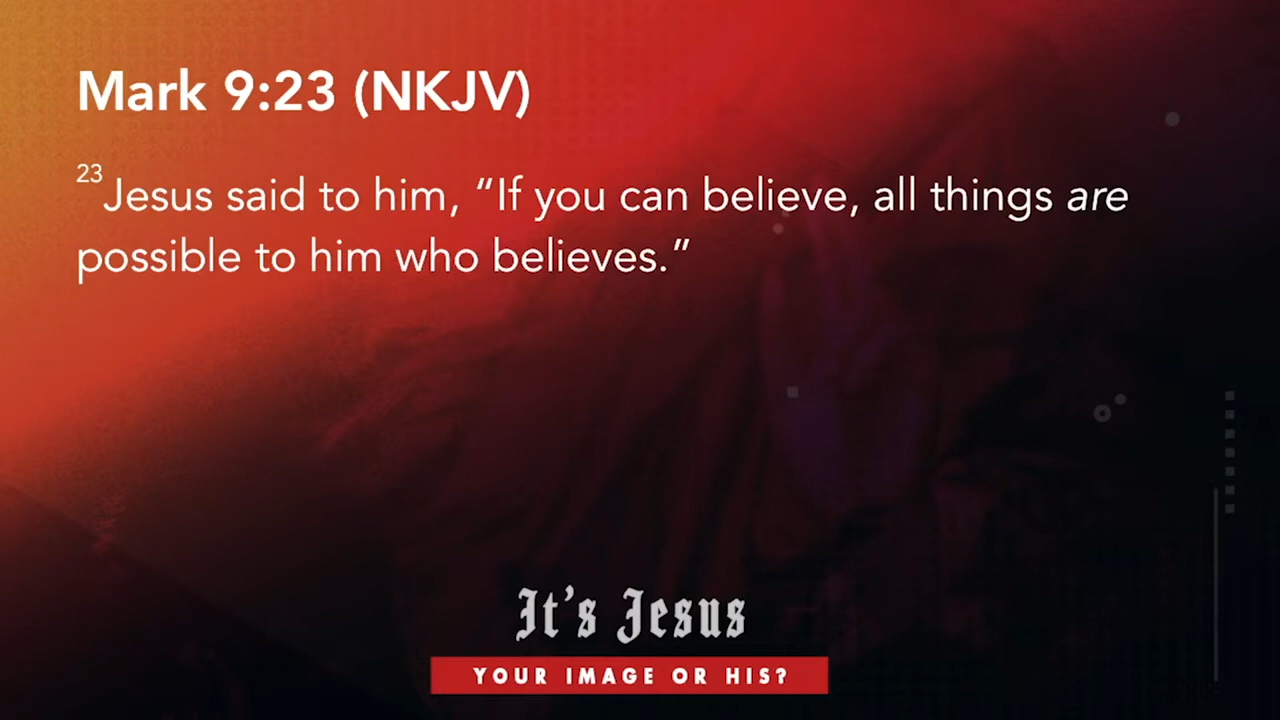 Mark 9:23 (NKJV)
23Jesus said to him, “If you can believe, all things are
possible to him who believes.”
It’s Jesus
YOUR IMAGE OR HIS?